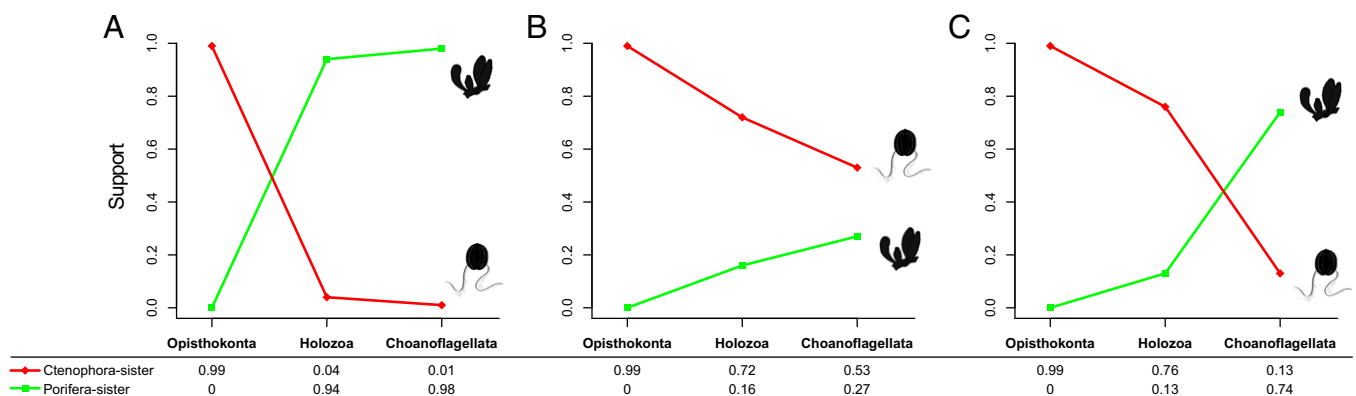 A
B
C
Support
0.0 0.2 0.4 0.6 0.8 1.0
0.0 0.2 0.4 0.6 0.8 1.0
0.0 0.2 0.4 0.6 0.8 1.0
Opisthokonta Holozoa Choanoflagellata Opisthokonta Holozoa Choanoflagellata Opisthokonta Holozoa Choanoflagellata
Ctenophora-sister 0.99 0.04 0.01 0.99 0.72 0.53 0.99 0.76 0.13
Porifera-sister 0 0.94 0.98 0 0.16 0.27 0 0.13 0.74